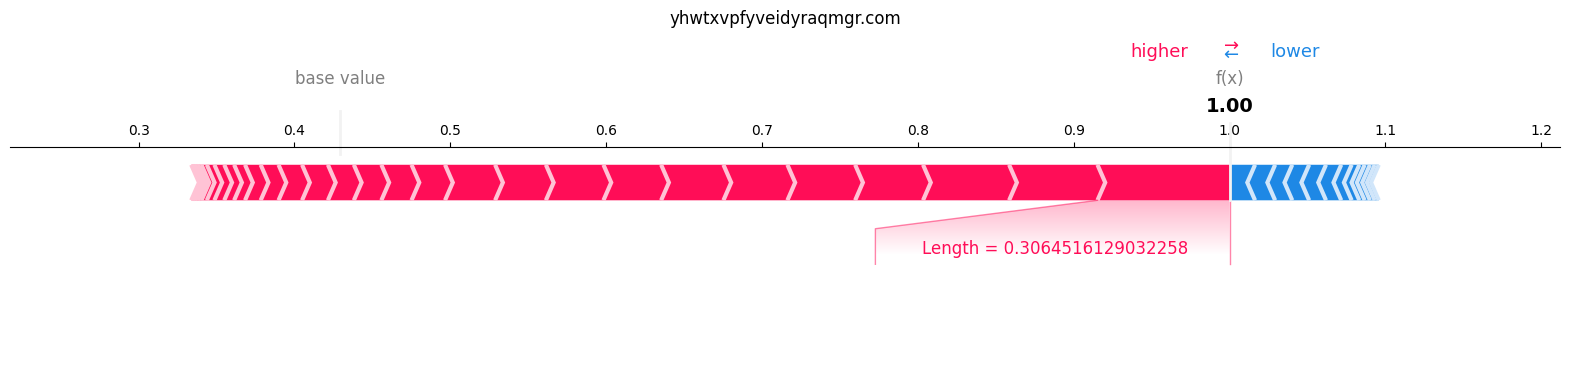 yhwtxvpfyveidyraqmgr.com
higher ⇄ lower
base value f(x)
1.00
0.3 0.4 0.5 0.6 0.7 0.8 0.9 1.0 1.1 1.2
Length = 0.3064516129032258